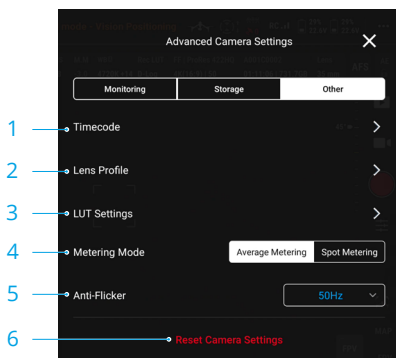 Advanced Camera Settings
Monitoring Storage Other
1 Timecode
2 Lens Profile
3 LUT Settings
4 Metering Mode Average Metering Spot Metering
5 Anti-Flicker 50Hz
6 Reset Camera Settings